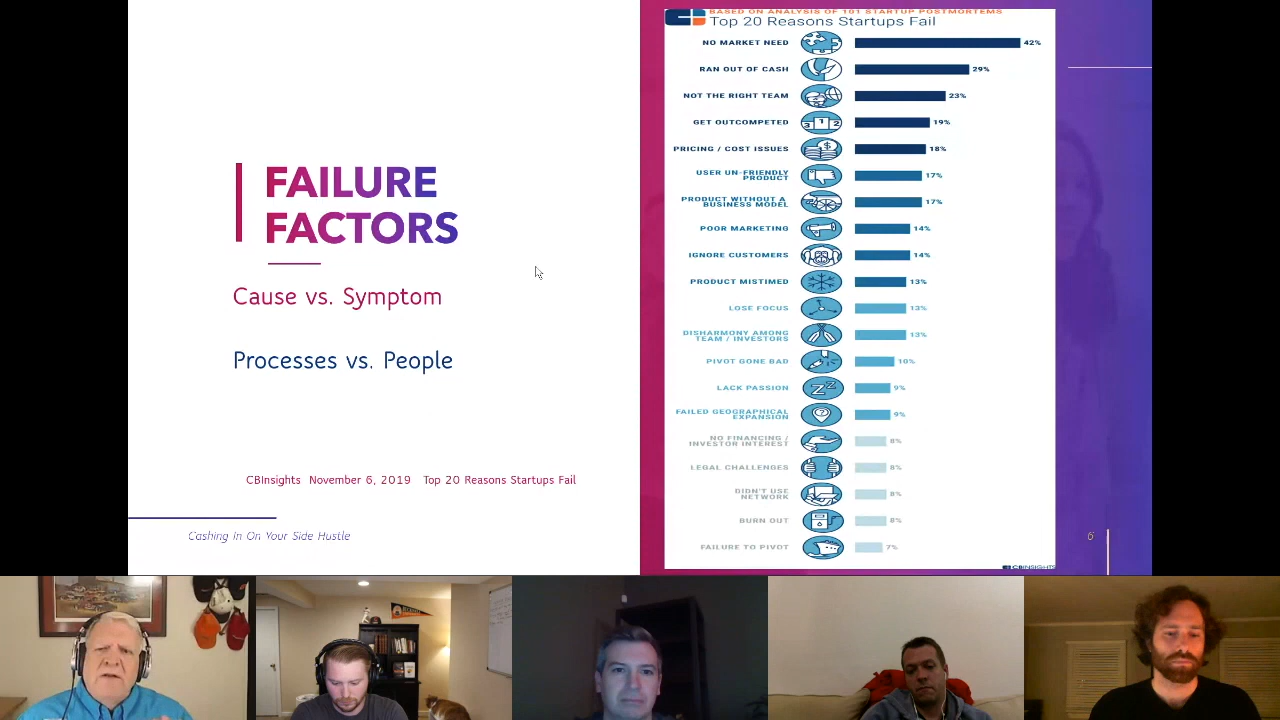 FAILURE
FACTORS
Cause vs. Symptom
Processes vs. People
CBInsights November 6, 2019 Top 20 Reasons Startups Fail
Cashing In On Your Side Hustle
BASED ON ANALYSIS OF 101 STARTUP POSTMORTEMS
Top 20 Reasons Startups Fail
NO MARKET NEED 42%
RAN OUT OF CASH 29%
NOT THE RIGHT TEAM 23%
GET OUTCOMPETED 19%
PRICING / COST ISSUES 18%
USER UN-FRIENDLY
PRODUCT 17%
PRODUCT WITHOUT A
BUSINESS MODEL 17%
POOR MARKETING 14%
IGNORE CUSTOMERS 14%
PRODUCT MISTIMED 13%
LOSE FOCUS 13%
DISHARMONY AMONG
TEAM / INVESTORS 13%
PIVOT GONE BAD 10%
LACK PASSION 9%
FAILED GEOGRAPHICAL
EXPANSION 9%
NO FINANCING /
INVESTOR INTEREST 8%
LEGAL CHALLENGES 8%
DIDN'T USE
NETWORK 8%
BURN OUT 8%
FAILURE TO PIVOT 7%
CBINSIGHTS
6